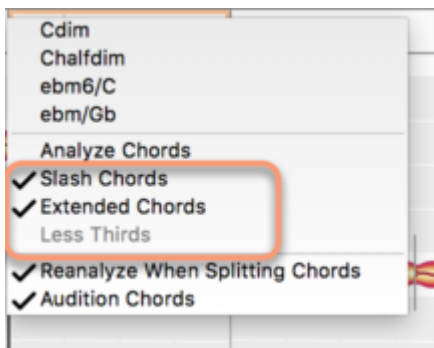 Cdim
Chalfdim
ebm6/C
ebm/Gb
Analyze Chords
Slash Chords
Extended Chords
Less Thirds
Reanalyze When Splitting Chords
Audition Chords